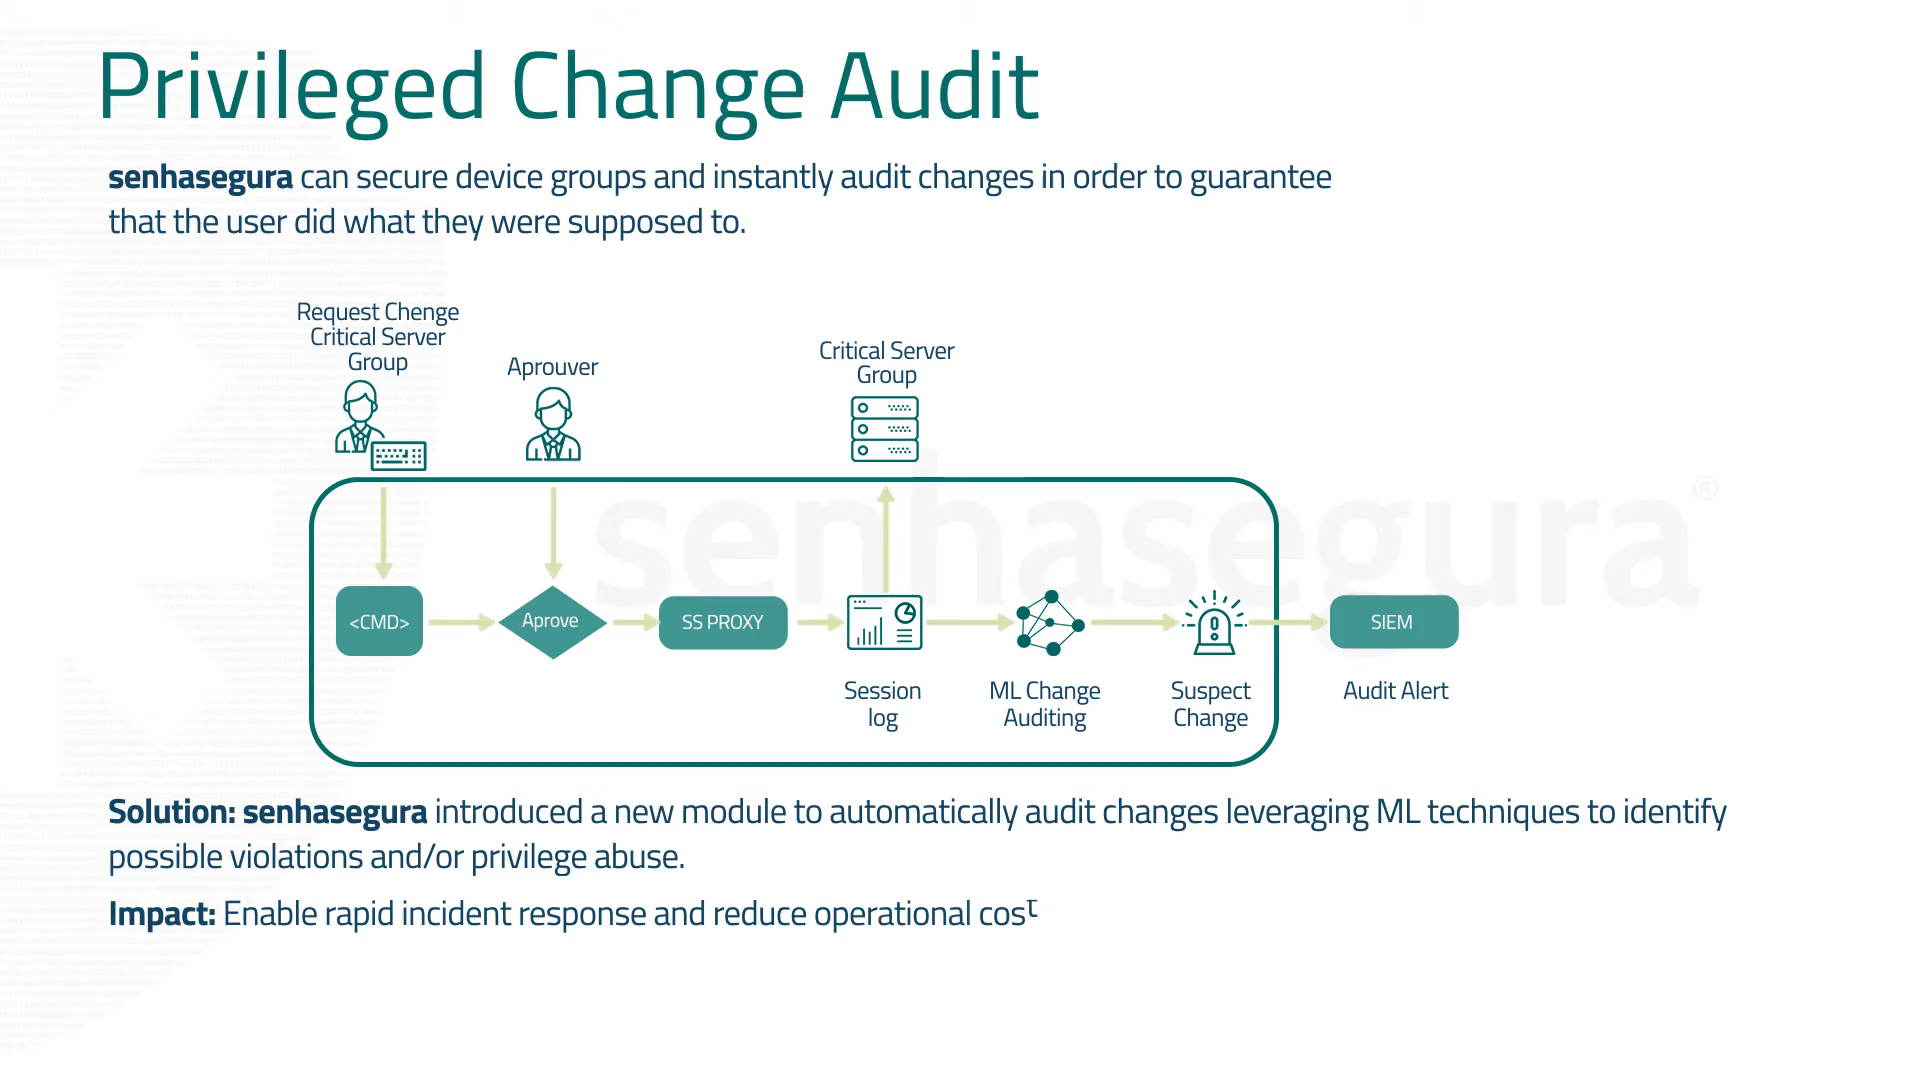 Privileged Change Audit
senhasegura can secure device groups and instantly audit changes in order to guarantee
that the user did what they were supposed to.
Request Chenge
Critical Server
Group
Aprouver
Critical Server
Group
senhasegura®
<CMD>
Aprove
SS PROXY
SIEM
Session
log
ML Change
Auditing
Suspect
Change
Audit Alert
Solution: senhasegura introduced a new module to automatically audit changes leveraging ML techniques to identify
possible violations and/or privilege abuse.
Impact: Enable rapid incident response and reduce operational cost